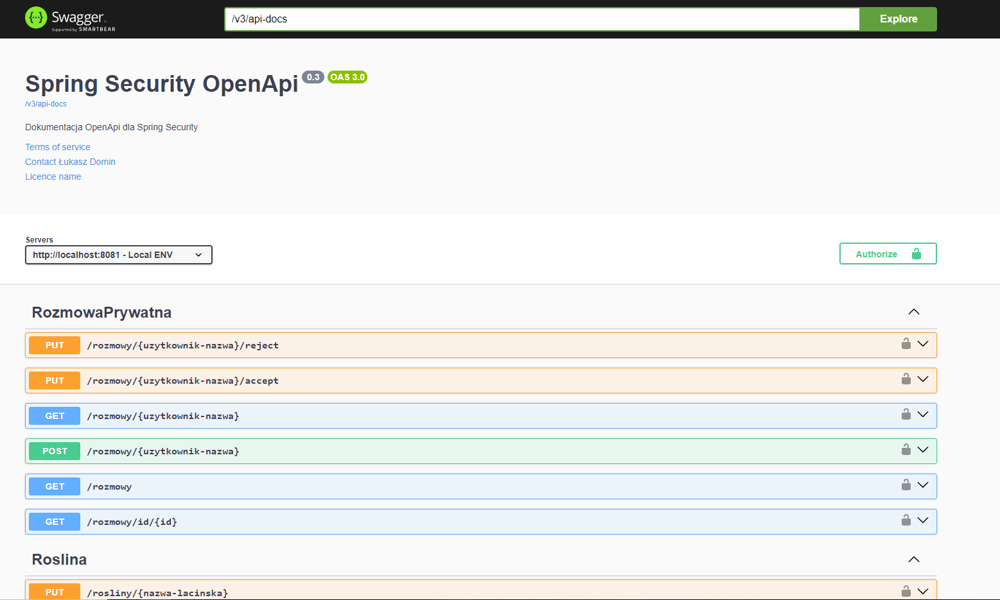 Swagger.
Supported by SMARTBEAR
/v3/api-docs
Explore
Spring Security OpenApi 0.3 OAS 3.0
/v3/api-docs
Dokumentacja OpenApi dla Spring Security
Terms of service
Contact Łukasz Domin
Licence name
Servers
http://localhost:8081 - Local ENV
Authorize
RozmowaPrywatna
PUT /rozmowy/{uzytkownik-nazwa}/reject
PUT /rozmowy/{uzytkownik-nazwa}/accept
GET /rozmowy/{uzytkownik-nazwa}
POST /rozmowy/{uzytkownik-nazwa}
GET /rozmowy
GET /rozmowy/id/{id}
Roslina
PUT /rosliny/{nazwa-lacinska}